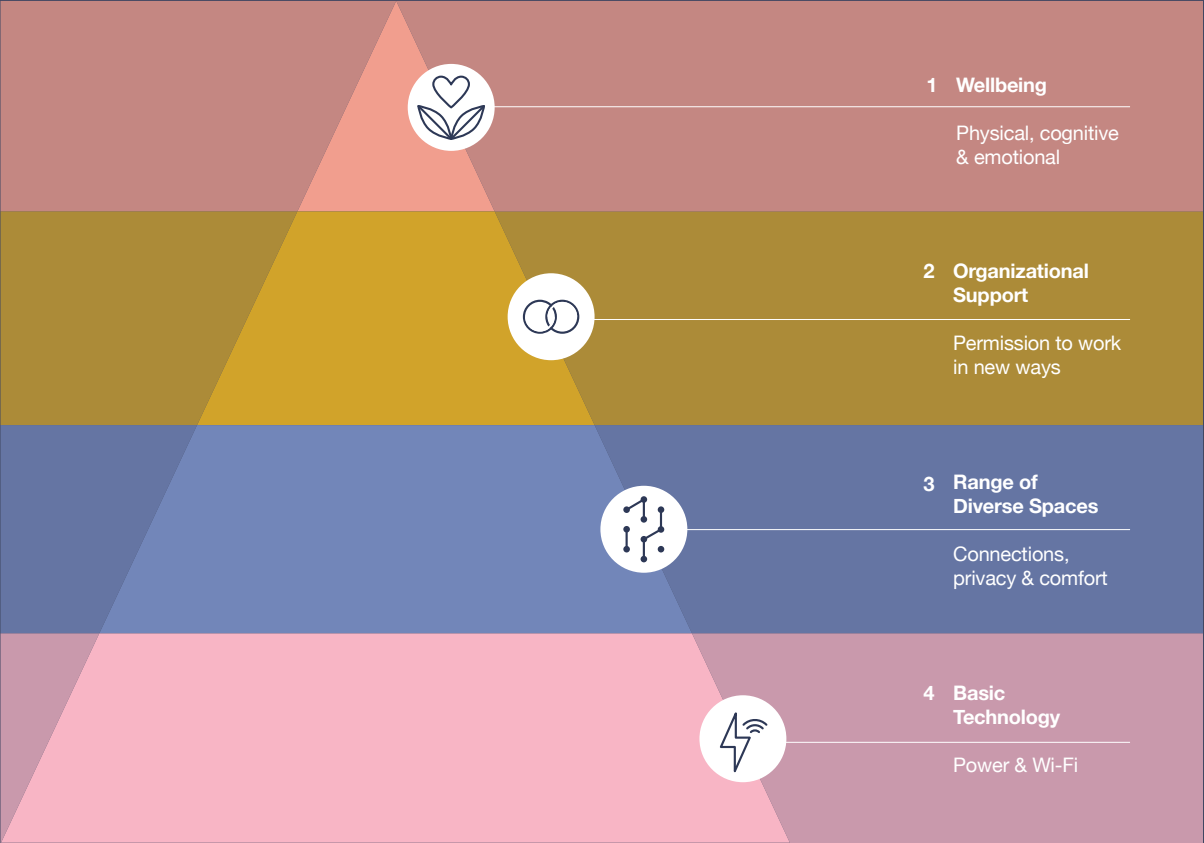 1 Wellbeing
Physical, cognitive
& emotional
2 Organizational
Support
Permission to work
in new ways
3 Range of
Diverse Spaces
Connections,
privacy & comfort
4 Basic
Technology
Power & Wi-Fi